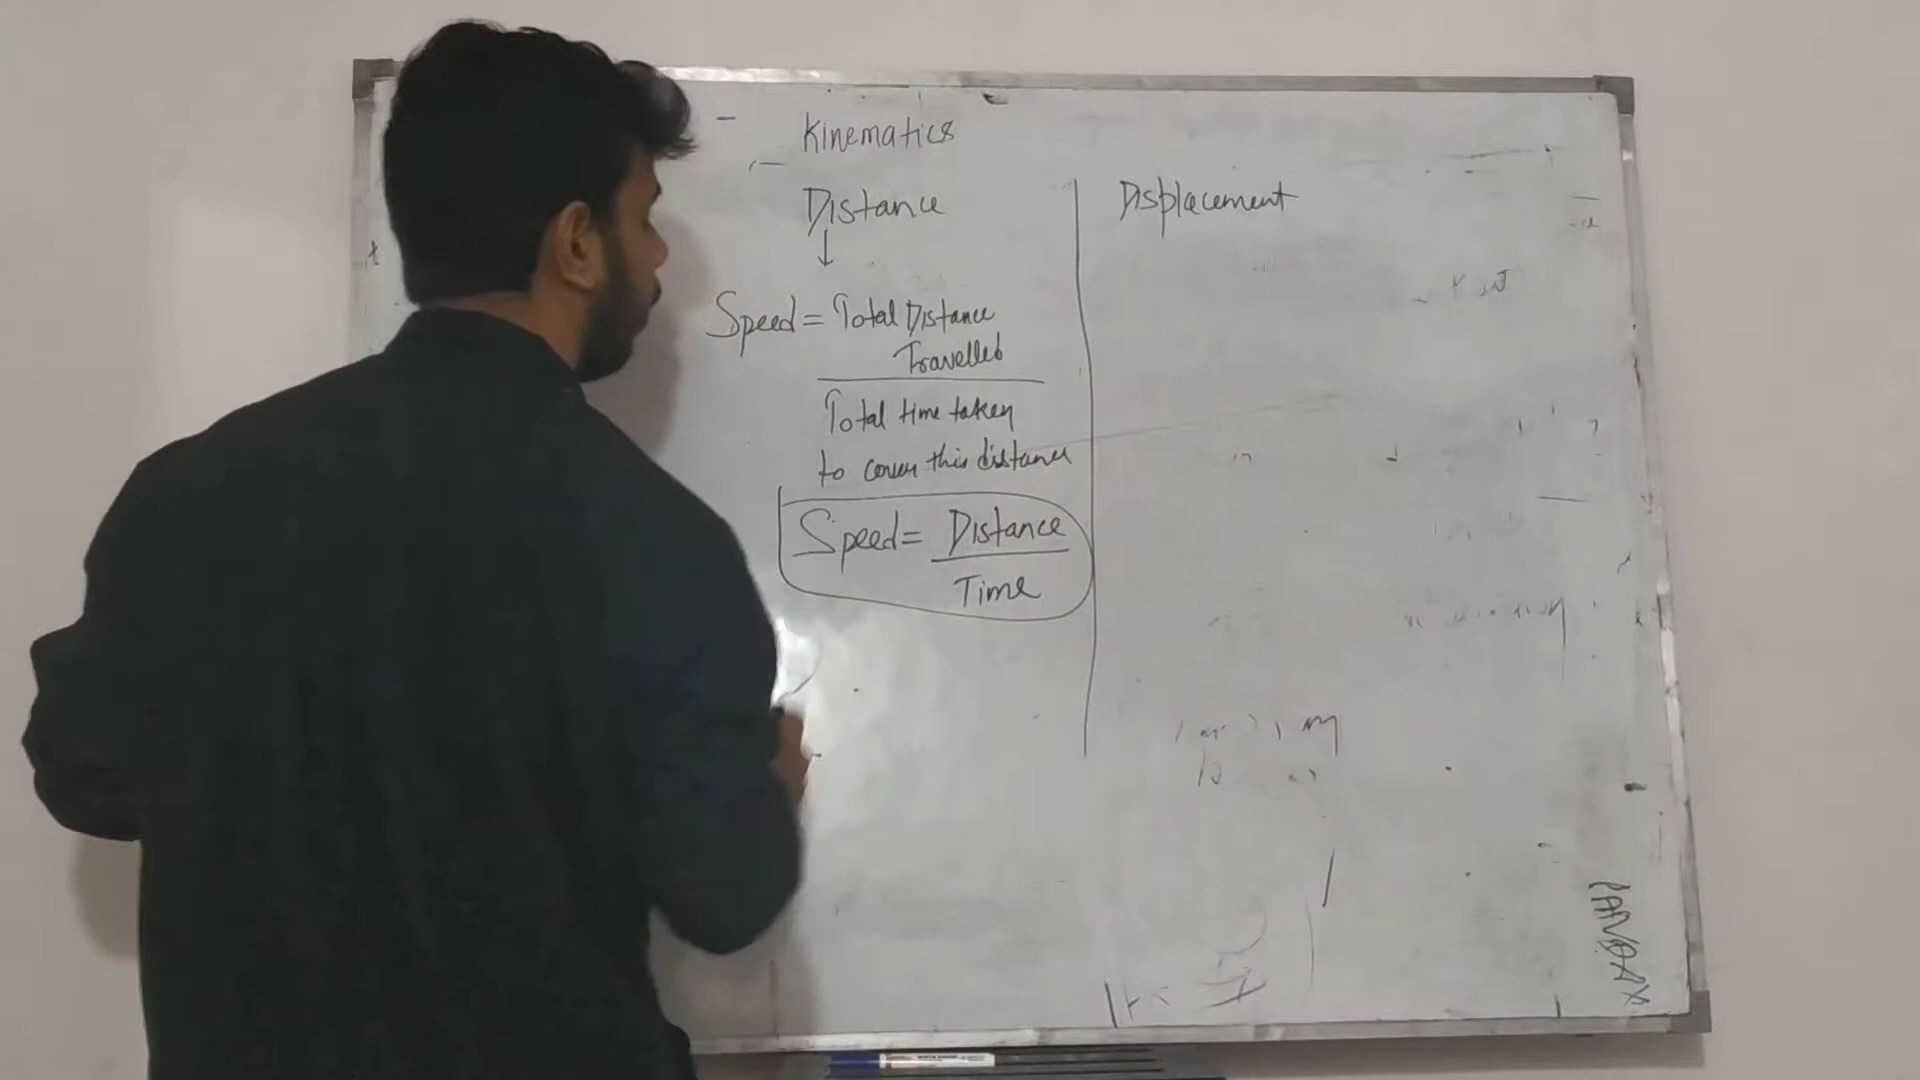 Kinematics
Distance
↓
Speed = Total Distance
Travelled
Total time taken
to cover this distance
Speed = Distance
Time
Displacement